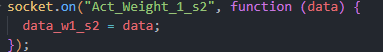 socket.on("Act_Weight_1_s2", function (data) {
data_w1_s2 = data;
});